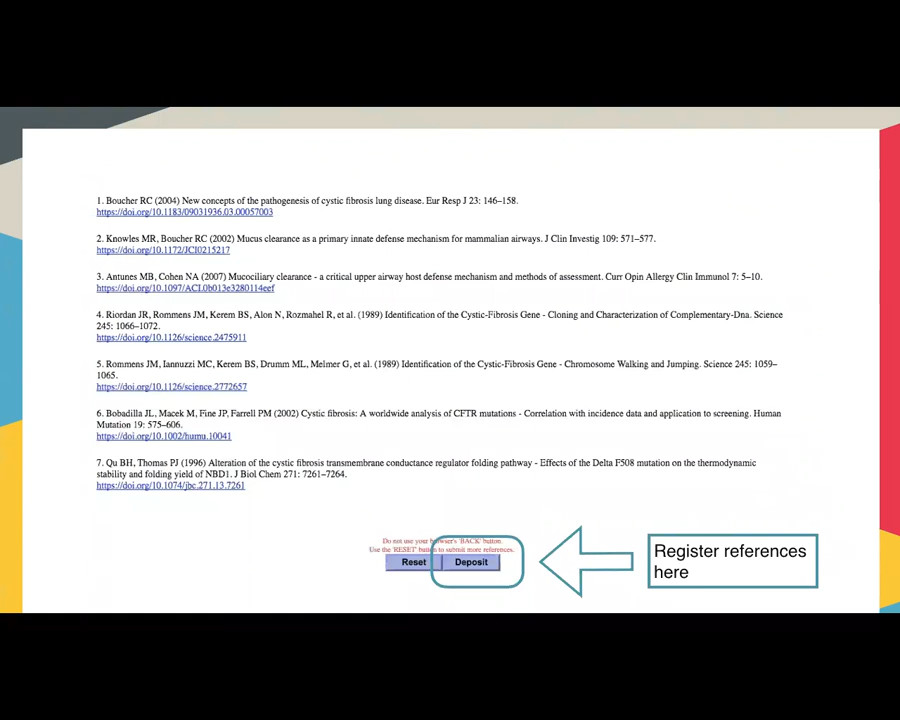 1. Boucher RC (2004) New concepts of the pathogenesis of cystic fibrosis lung disease. Eur Resp J 23: 146–158.
https://doi.org/10.1183/09031936.03.00057003
2. Knowles MR, Boucher RC (2002) Mucus clearance as a primary innate defense mechanism for mammalian airways. J Clin Investig 109: 571–577.
https://doi.org/10.1172/JCI0215217
3. Antunes MB, Cohen NA (2007) Mucociliary clearance - a critical upper airway host defense mechanism and methods of assessment. Curr Opin Allergy Clin Immunol 7: 5–10.
https://doi.org/10.1097/ACI.0b013e3280114eef
4. Riordan JR, Rommens JM, Kerem BS, Alon N, Rozmahel R, et al. (1989) Identification of the Cystic-Fibrosis Gene - Cloning and Characterization of Complementary-Dna. Science
245: 1066–1072.
https://doi.org/10.1126/science.2475911
5. Rommens JM, Iannuzzi MC, Kerem BS, Drumm ML, Melmer G, et al. (1989) Identification of the Cystic-Fibrosis Gene - Chromosome Walking and Jumping. Science 245: 1059–
1065.
https://doi.org/10.1126/science.2772657
6. Bobadilla JL, Macek M, Fine JP, Farrell PM (2002) Cystic fibrosis: A worldwide analysis of CFTR mutations - Correlation with incidence data and application to screening. Human
Mutation 19: 575–606.
https://doi.org/10.1002/humu.10041
7. Qu BH, Thomas PJ (1996) Alteration of the cystic fibrosis transmembrane conductance regulator folding pathway - Effects of the Delta F508 mutation on the thermodynamic
stability and folding yield of NBD1. J Biol Chem 271: 7261–7264.
https://doi.org/10.1074/jbc.271.13.7261
Do not use your browser's 'BACK' button.
Use the 'RESET' button to submit more references.
Reset
Deposit
Register references
here